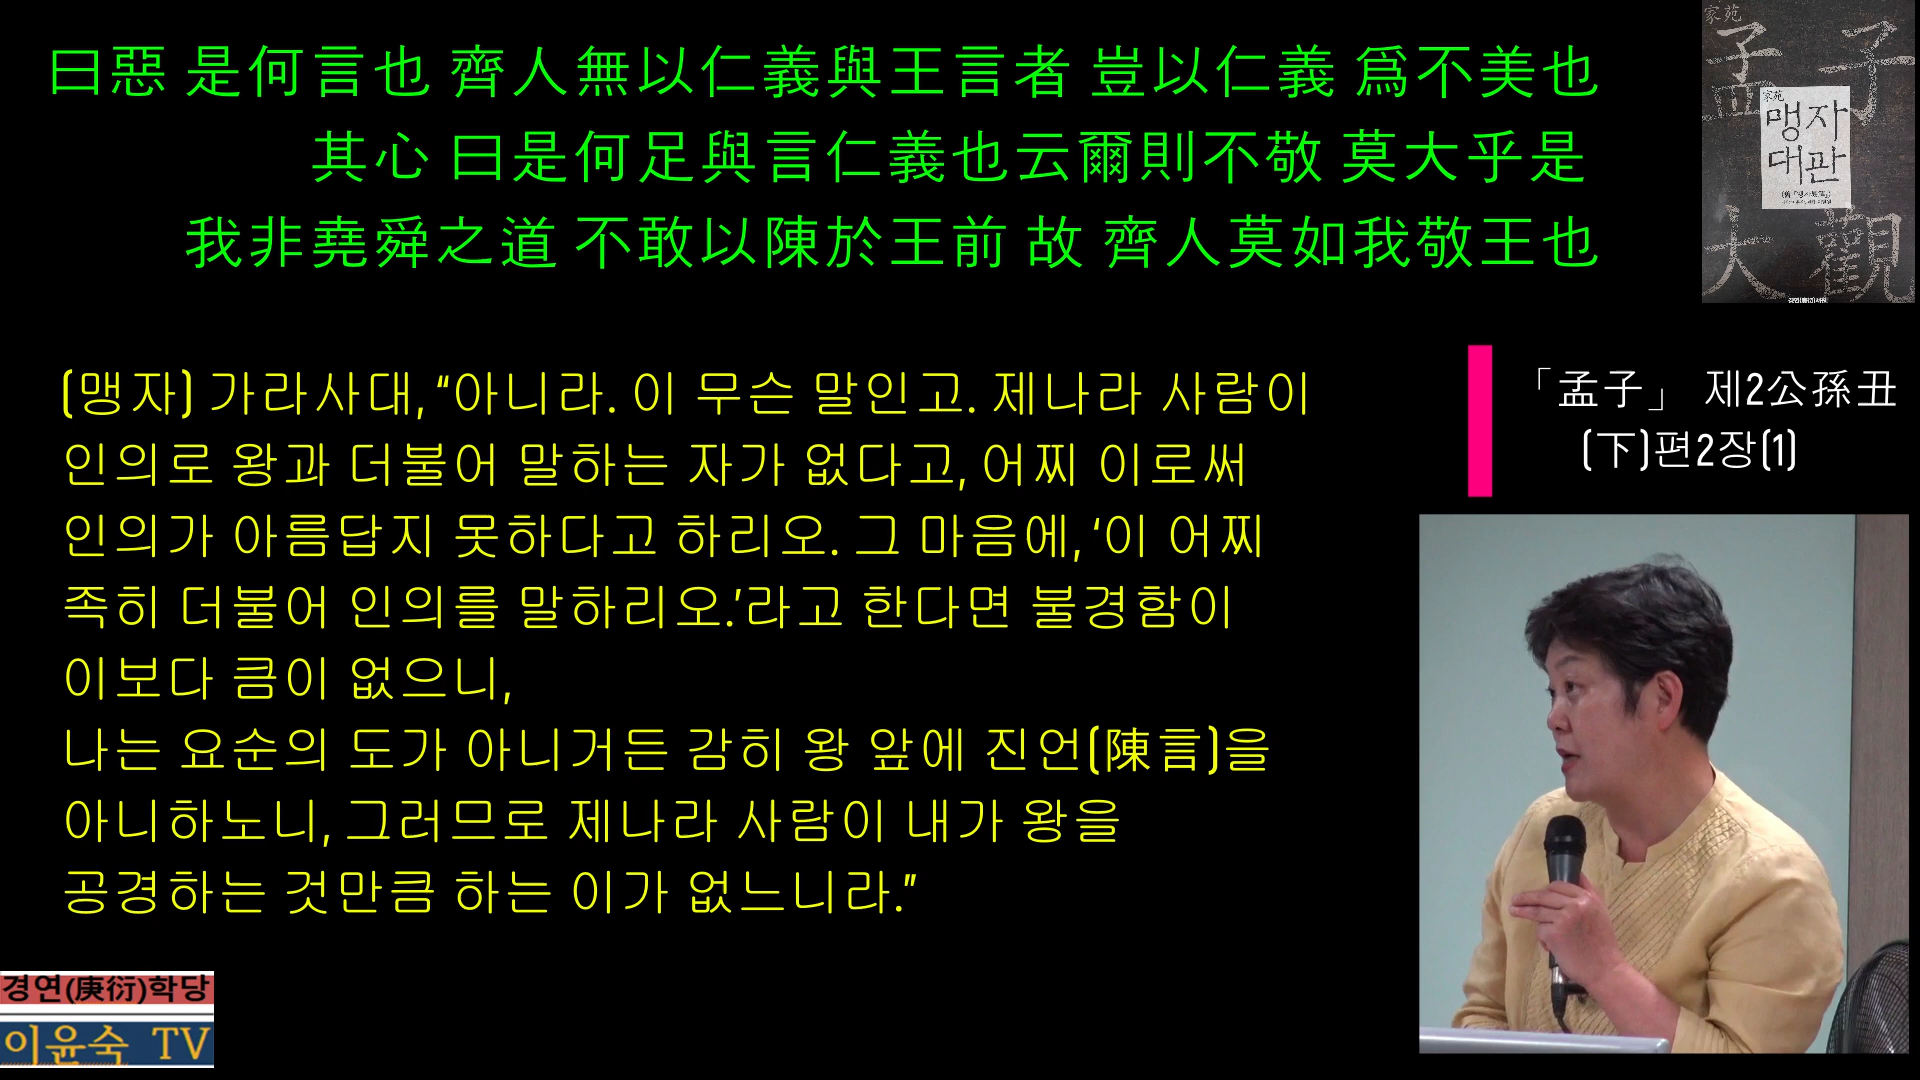 曰惡 是何言也 齊人無以仁義與王言者 豈以仁義 爲不美也
其心 曰是何足與言仁義也云爾則不敬 莫大乎是
我非堯舜之道 不敢以陳於王前 故 齊人莫如我敬王也
(맹자) 가라사대, “아니라. 이 무슨 말인고. 제나라 사람이
인의로 왕과 더불어 말하는 자가 없다고, 어찌 이로써
인의가 아름답지 못하다고 하리오. 그 마음에, ‘이 어찌
족히 더불어 인의를 말하리오.’라고 한다면 불경함이
이보다 큼이 없으니,
나는 요순의 도가 아니거든 감히 왕 앞에 진언(陳言)을
아니하노니, 그러므로 제나라 사람이 내가 왕을
공경하는 것만큼 하는 이가 없느니라.”
家苑
孟子
家苑
맹자
대관
大觀
「孟子」 제2公孫丑
(下)편2장(1)
경연(庚衍)학당
이윤숙 TV